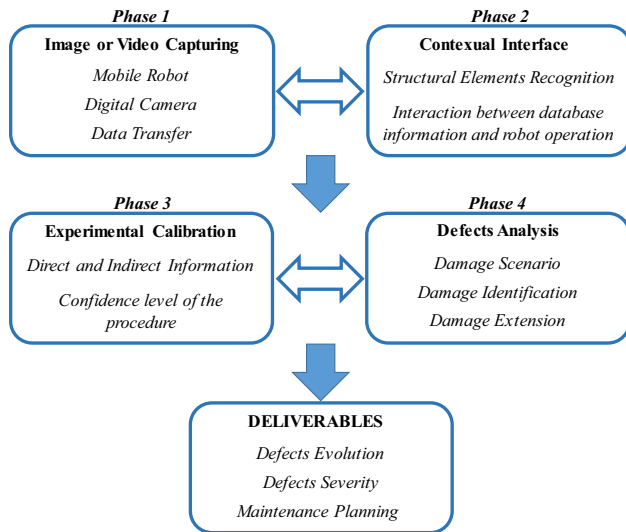 Phase 1
Image or Video Capturing
Mobile Robot
Digital Camera
Data Transfer
Phase 2
Contexual Interface
Structural Elements Recognition
Interaction between database
information and robot operation
Phase 3
Experimental Calibration
Direct and Indirect Information
Confidence level of the
procedure
Phase 4
Defects Analysis
Damage Scenario
Damage Identification
Damage Extension
DELIVERABLES
Defects Evolution
Defects Severity
Maintenance Planning